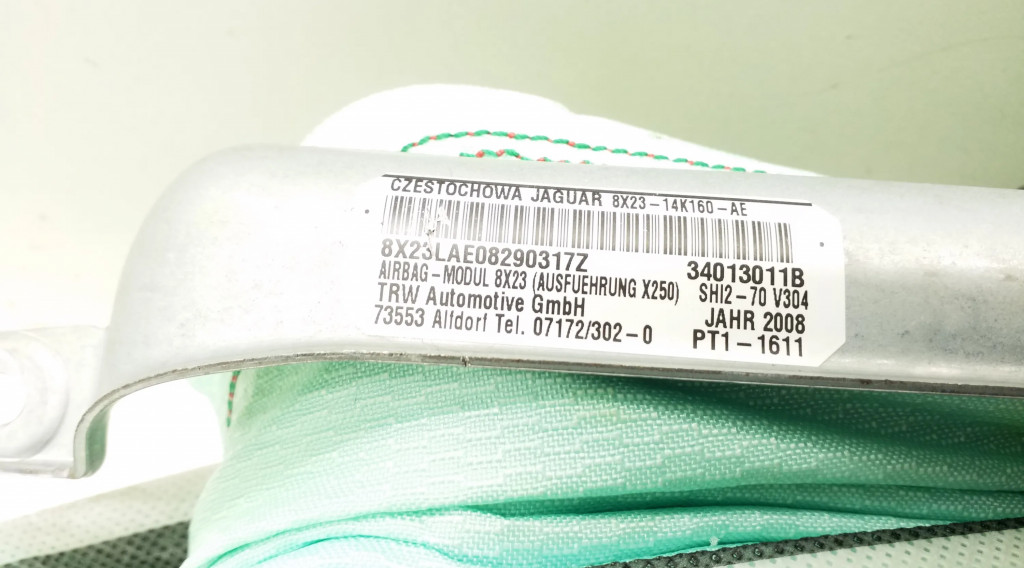 CZESTOCHOWA JAGUAR 8X23-14K160-AE
8X23LAE08290317Z 34013011B
AIRBAG-MODUL 8X23 (AUSFUEHRUNG X250) SHI2-70 V304
TRW Automotive GmbH JAHR 2008
73553 Alfdorf Tel. 07172/302-0 PT1-1611